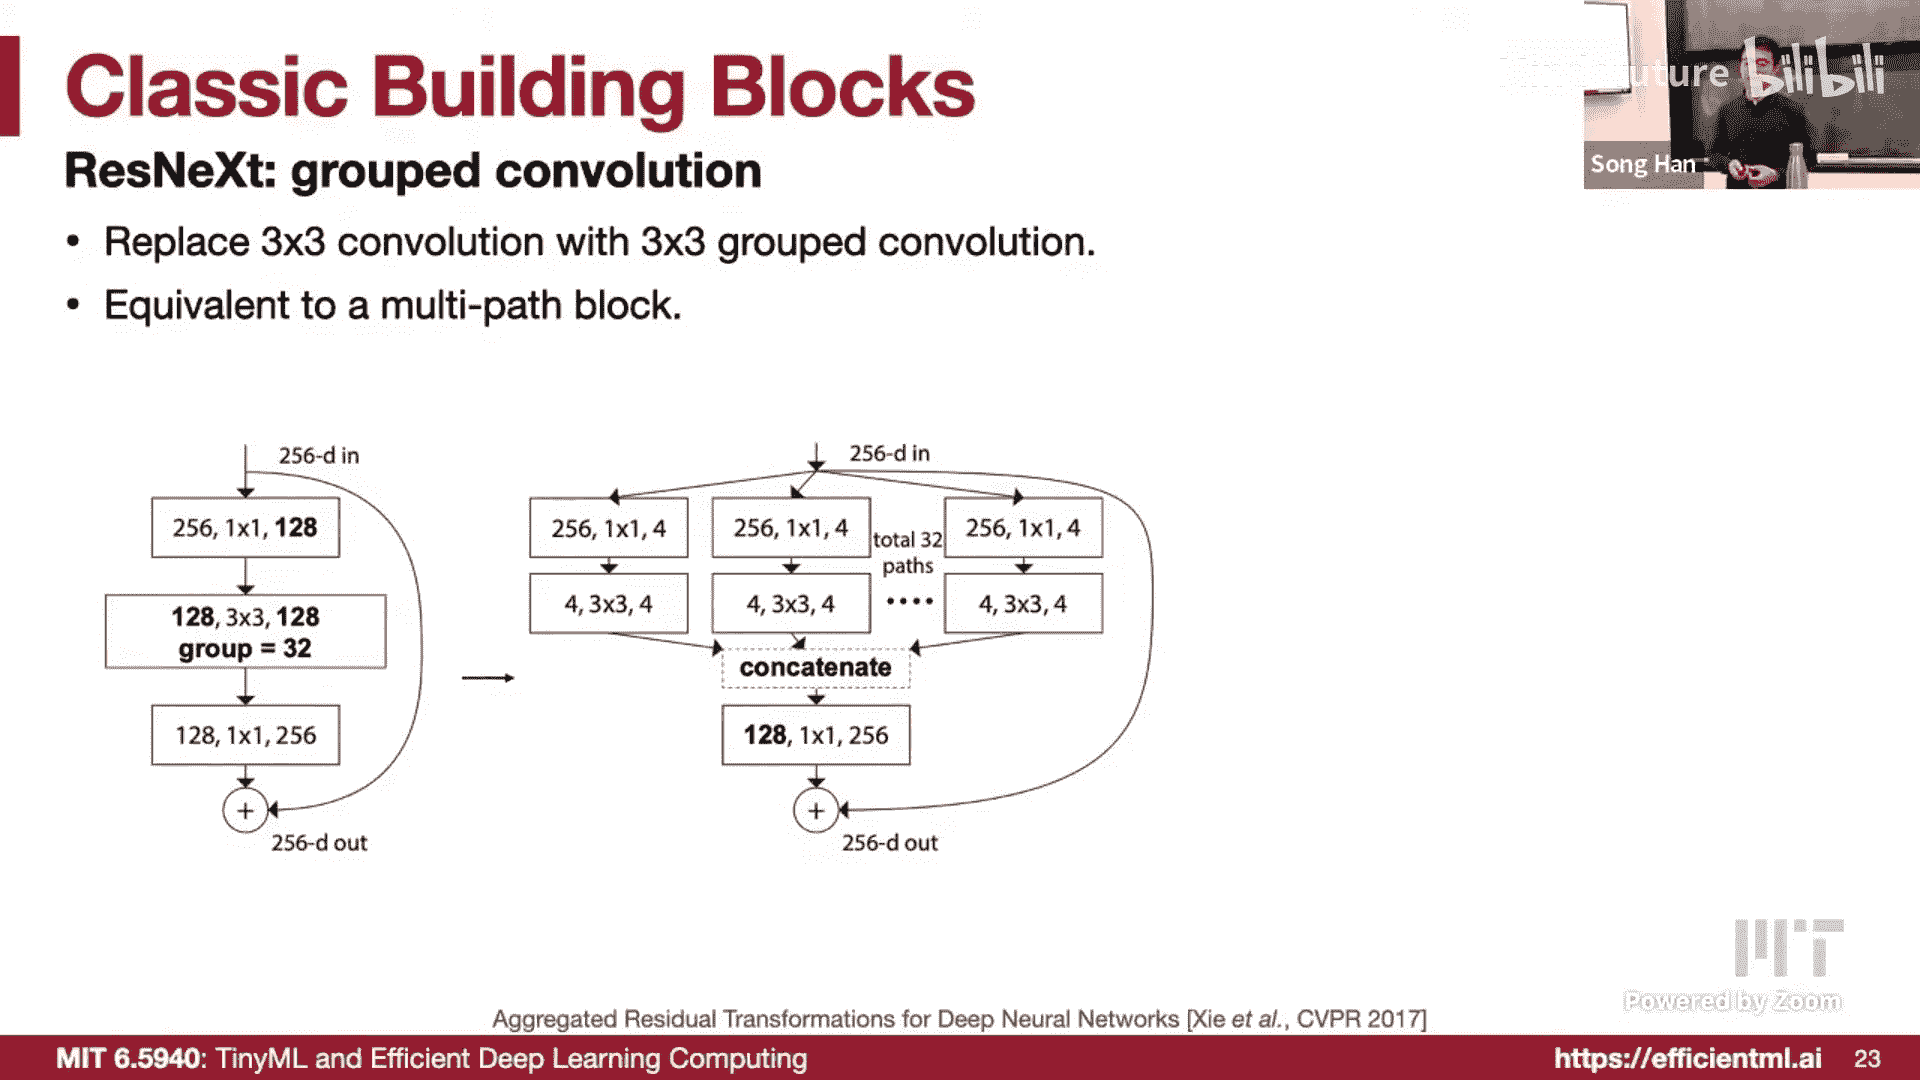 Classic Building Blocks
ResNeXt: grouped convolution
• Replace 3x3 convolution with 3x3 grouped convolution.
• Equivalent to a multi-path block.
bilibili
Song Han
256-d in
256, 1x1, 128
128, 3x3, 128
group = 32
128, 1x1, 256
+
256-d out
256-d in
256, 1x1, 4
256, 1x1, 4
total 32
paths
256, 1x1, 4
4, 3x3, 4
4, 3x3, 4
....
4, 3x3, 4
concatenate
128, 1x1, 256
+
256-d out
MIT
Powered by Zoom
Aggregated Residual Transformations for Deep Neural Networks [Xie et al., CVPR 2017]
MIT 6.5940: TinyML and Efficient Deep Learning Computing
https://efficientml.ai
23